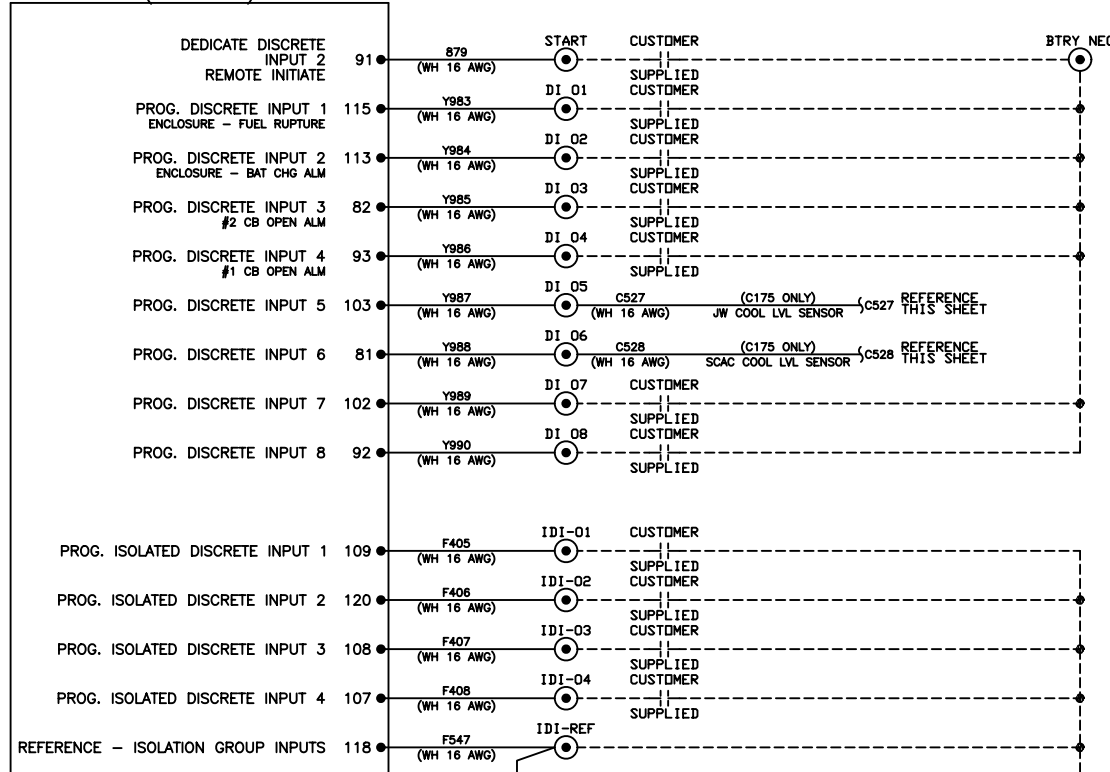 DEDICATE DISCRETE
INPUT 2
REMOTE INITIATE
91
879
(WH 16 AWG)
START
CUSTOMER
SUPPLIED
BTRY NEG
PROG. DISCRETE INPUT 1
ENCLOSURE – FUEL RUPTURE
115
Y983
(WH 16 AWG)
DI 01
CUSTOMER
SUPPLIED
PROG. DISCRETE INPUT 2
ENCLOSURE – BAT CHG ALM
113
Y984
(WH 16 AWG)
DI 02
CUSTOMER
SUPPLIED
PROG. DISCRETE INPUT 3
#2 CB OPEN ALM
82
Y985
(WH 16 AWG)
DI 03
CUSTOMER
SUPPLIED
PROG. DISCRETE INPUT 4
#1 CB OPEN ALM
93
Y986
(WH 16 AWG)
DI 04
CUSTOMER
SUPPLIED
PROG. DISCRETE INPUT 5
103
Y987
(WH 16 AWG)
DI 05
C527
(WH 16 AWG)
(C175 ONLY)
JW COOL LVL SENSOR
C527
REFERENCE
THIS SHEET
PROG. DISCRETE INPUT 6
81
Y988
(WH 16 AWG)
DI 06
C528
(WH 16 AWG)
(C175 ONLY)
SCAC COOL LVL SENSOR
C528
REFERENCE
THIS SHEET
PROG. DISCRETE INPUT 7
102
Y989
(WH 16 AWG)
DI 07
CUSTOMER
SUPPLIED
PROG. DISCRETE INPUT 8
92
Y990
(WH 16 AWG)
DI 08
CUSTOMER
SUPPLIED
PROG. ISOLATED DISCRETE INPUT 1
109
F405
(WH 16 AWG)
IDI-01
CUSTOMER
SUPPLIED
PROG. ISOLATED DISCRETE INPUT 2
120
F406
(WH 16 AWG)
IDI-02
CUSTOMER
SUPPLIED
PROG. ISOLATED DISCRETE INPUT 3
108
F407
(WH 16 AWG)
IDI-03
CUSTOMER
SUPPLIED
PROG. ISOLATED DISCRETE INPUT 4
107
F408
(WH 16 AWG)
IDI-04
CUSTOMER
SUPPLIED
REFERENCE – ISOLATION GROUP INPUTS
118
F547
(WH 16 AWG)
IDI-REF